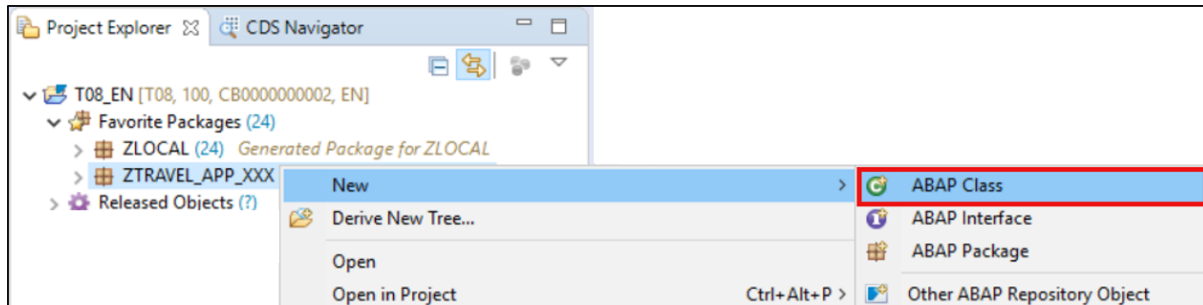 Project Explorer CDS Navigator
T08_EN [T08, 100, CB0000000002, EN]
Favorite Packages (24)
ZLOCAL (24) Generated Package for ZLOCAL
ZTRAVEL_APP_XXX
Released Objects (?)
New
Derive New Tree...
Open
Open in Project Ctrl+Alt+P >
ABAP Class
ABAP Interface
ABAP Package
Other ABAP Repository Object